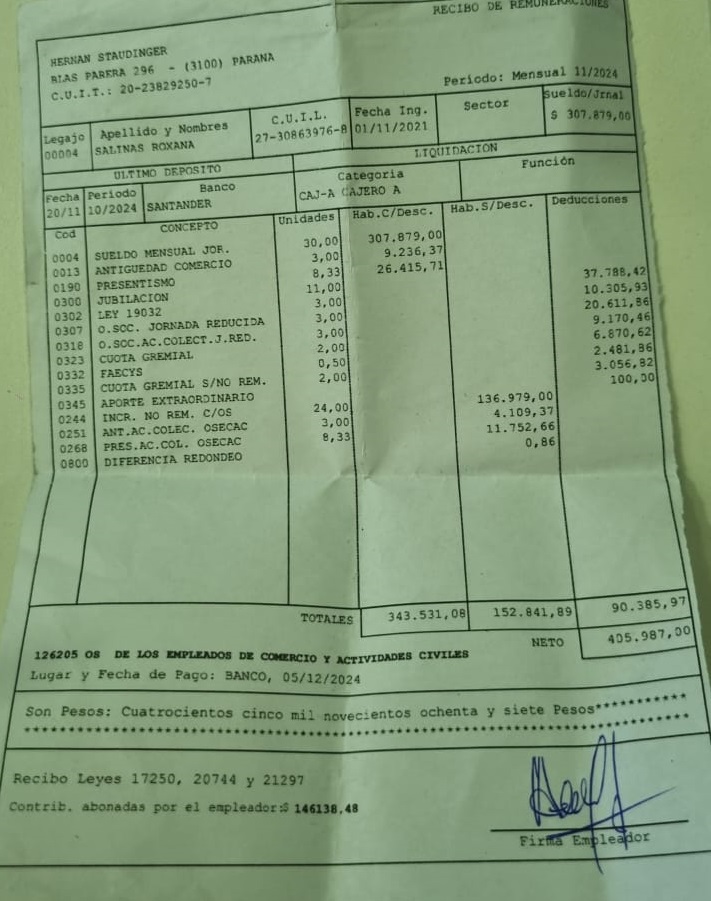 RECIBO DE REMUNERACIONES
HERNAN STAUDINGER
BLAS PARERA 296 - (3100) PARANA
C.U.I.T.: 20-23829250-7
Periodo: Mensual 11/2024
Legajo Apellido y Nombres C.U.I.L. Fecha Ing. Sector Sueldo/Jrnal
00004 SALINAS ROXANA 27-30863976-8 01/11/2021 $ 307.879,00
ULTIMO DEPOSITO LIQUIDACION
Fecha Periodo Banco Categoria Función
20/11 10/2024 SANTANDER CAJ-A CAJERO A
Cod CONCEPTO Unidades Hab.C/Desc. Hab.S/Desc. Deducciones
0004 SUELDO MENSUAL JOR. 30,00 307.879,00
0013 ANTIGUEDAD COMERCIO 3,00 9.236,37
0190 PRESENTISMO 8,33 26.415,71
0300 JUBILACION 11,00 37.788,42
0302 LEY 19032 3,00 10.305,93
0307 O.SOC. JORNADA REDUCIDA 3,00 20.611,86
0318 O.SOC.AC.COLECT.J.RED. 3,00 9.170,46
0323 CUOTA GREMIAL 2,00 6.870,62
0332 FAECYS 0,50 2.481,86
0335 CUOTA GREMIAL S/NO REM. 2,00 3.056,82
0345 APORTE EXTRAORDINARIO 100,00
0244 INCR. NO REM. C/OS 24,00 136.979,00
0251 ANT.AC.COLEC. OSECAC 3,00 4.109,37
0268 PRES.AC.COL. OSECAC 8,33 11.752,66
0800 DIFERENCIA REDONDEO 0,86
TOTALES 343.531,08 152.841,89 90.385,97
NETO 405.987,00
126205 OS DE LOS EMPLEADOS DE COMERCIO Y ACTIVIDADES CIVILES
Lugar y Fecha de Pago: BANCO, 05/12/2024
Son Pesos: Cuatrocientos cinco mil novecientos ochenta y siete Pesos**********
Recibo Leyes 17250, 20744 y 21297
Contrib. abonadas por el empleador:$ 146138.48
Firma Empleador